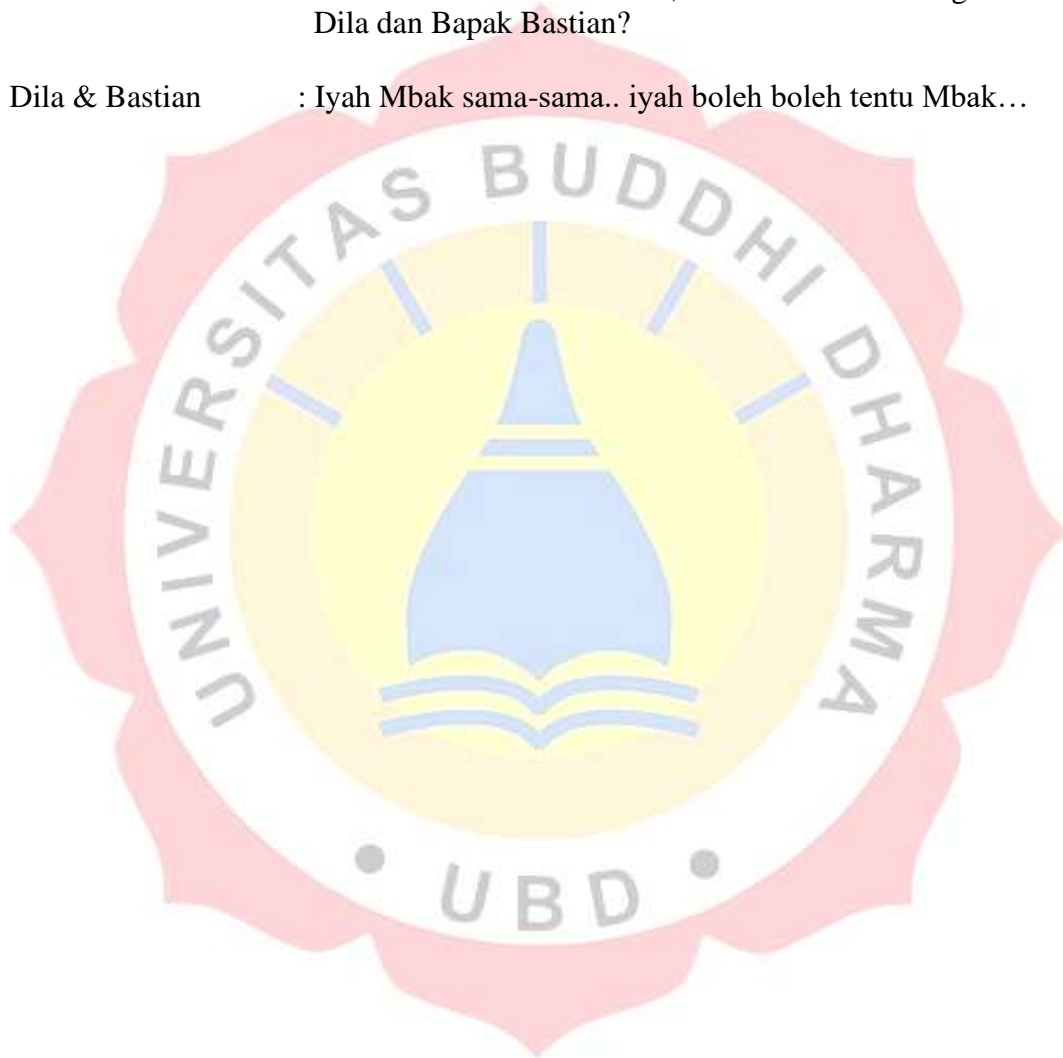 Dila dan Bapak Bastian?
Dila & Bastian : Iyah Mbak sama-sama.. iyah boleh boleh tentu Mbak…
UNIVERSITAS BUDDHI DHARMA
• UBD •